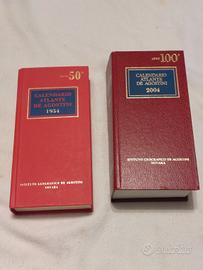 50°
CALENDARIO
ATLANTE
DE AGOSTINI
1954
ISTITUTO GEOGRAFICO DE AGOSTINI
NOVARA
anno 100°
CALENDARIO
ATLANTE
DE AGOSTINI
2004
ISTITUTO GEOGRAFICO DE AGOSTINI
NOVARA
subito